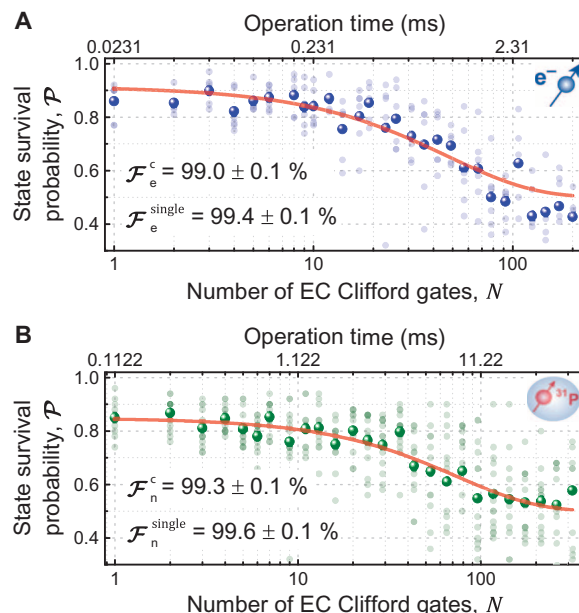 A
Operation time (ms)
0.0231 0.231 2.31
1.0
0.8
0.6
0.4
State survival
probability, 𝒫
e⁻
ℱₑᶜ = 99.0 ± 0.1 %
ℱₑˢⁱⁿᵍˡᵉ = 99.4 ± 0.1 %
1 10 100
Number of EC Clifford gates, N
B
Operation time (ms)
0.1122 1.122 11.22
1.0
0.8
0.6
0.4
State survival
probability, 𝒫
³¹P
ℱₙᶜ = 99.3 ± 0.1 %
ℱₙˢⁱⁿᵍˡᵉ = 99.6 ± 0.1 %
1 10 100
Number of EC Clifford gates, N